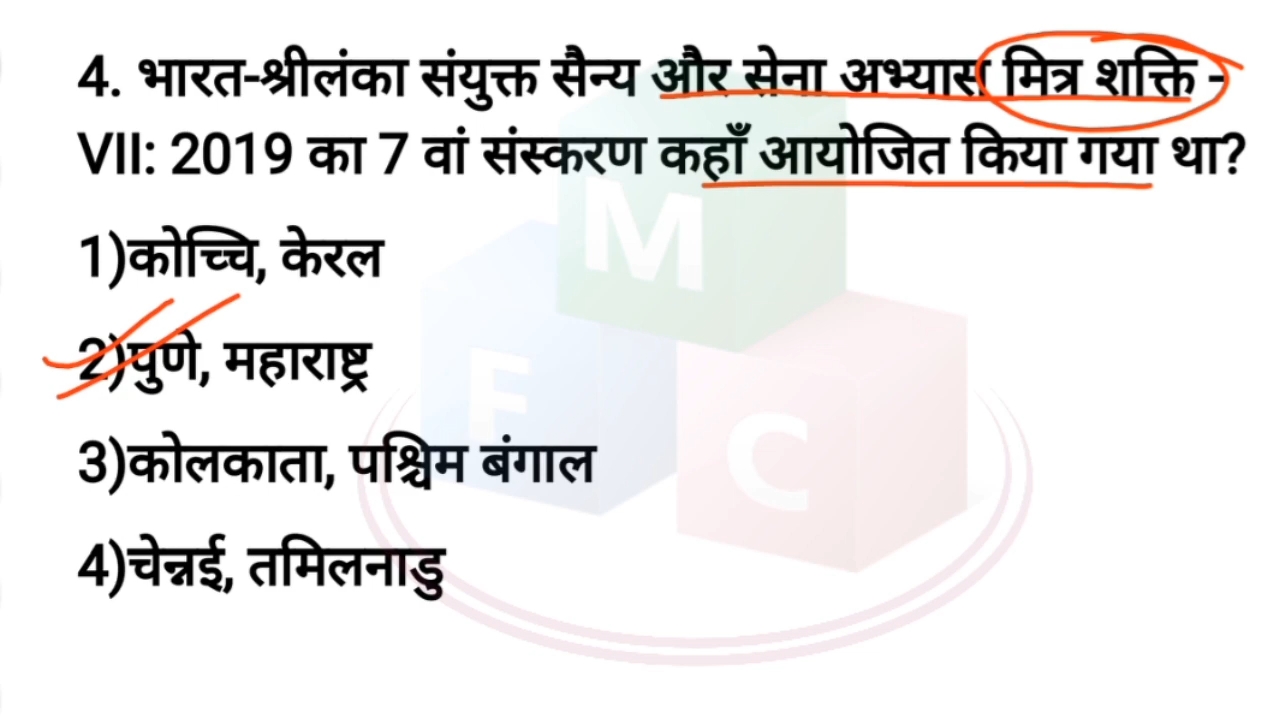 4. भारत-श्रीलंका संयुक्त सैन्य और सेना अभ्यास मित्र शक्ति -
VII: 2019 का 7 वां संस्करण कहाँ आयोजित किया गया था?
1)कोच्चि, केरल
2)पुणे, महाराष्ट्र
3)कोलकाता, पश्चिम बंगाल
4)चेन्नई, तमिलनाडु
M
F
C